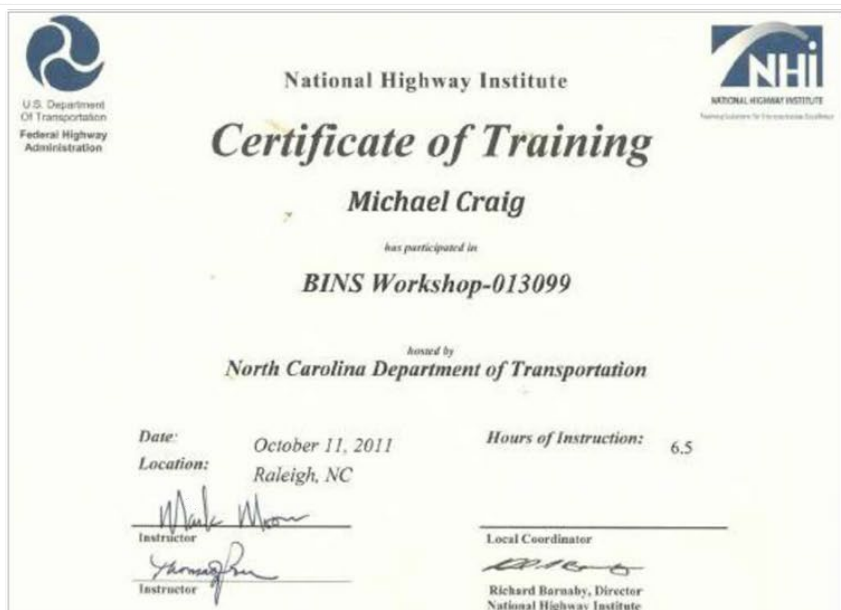 U.S. Department
Of Transportation
Federal Highway
Administration
NHi
NATIONAL HIGHWAY INSTITUTE
National Highway Institute
Certificate of Training
Michael Craig
has participated in
BINS Workshop-013099
hosted by
North Carolina Department of Transportation
Date: October 11, 2011
Location: Raleigh, NC
Hours of Instruction: 6.5
Mark Moon
Instructor
Instructor
Local Coordinator
Richard Barnaby, Director
National Highway Institute